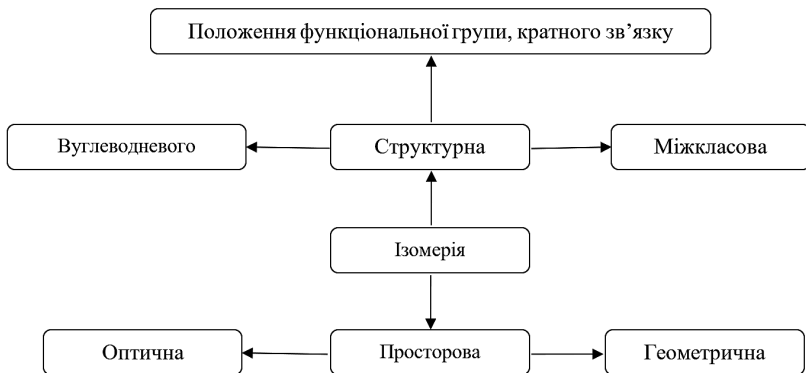 Положення функціональної групи, кратного зв’язку
Вуглеводневого
Структурна
Міжкласова
Ізомерія
Оптична
Просторова
Геометрична